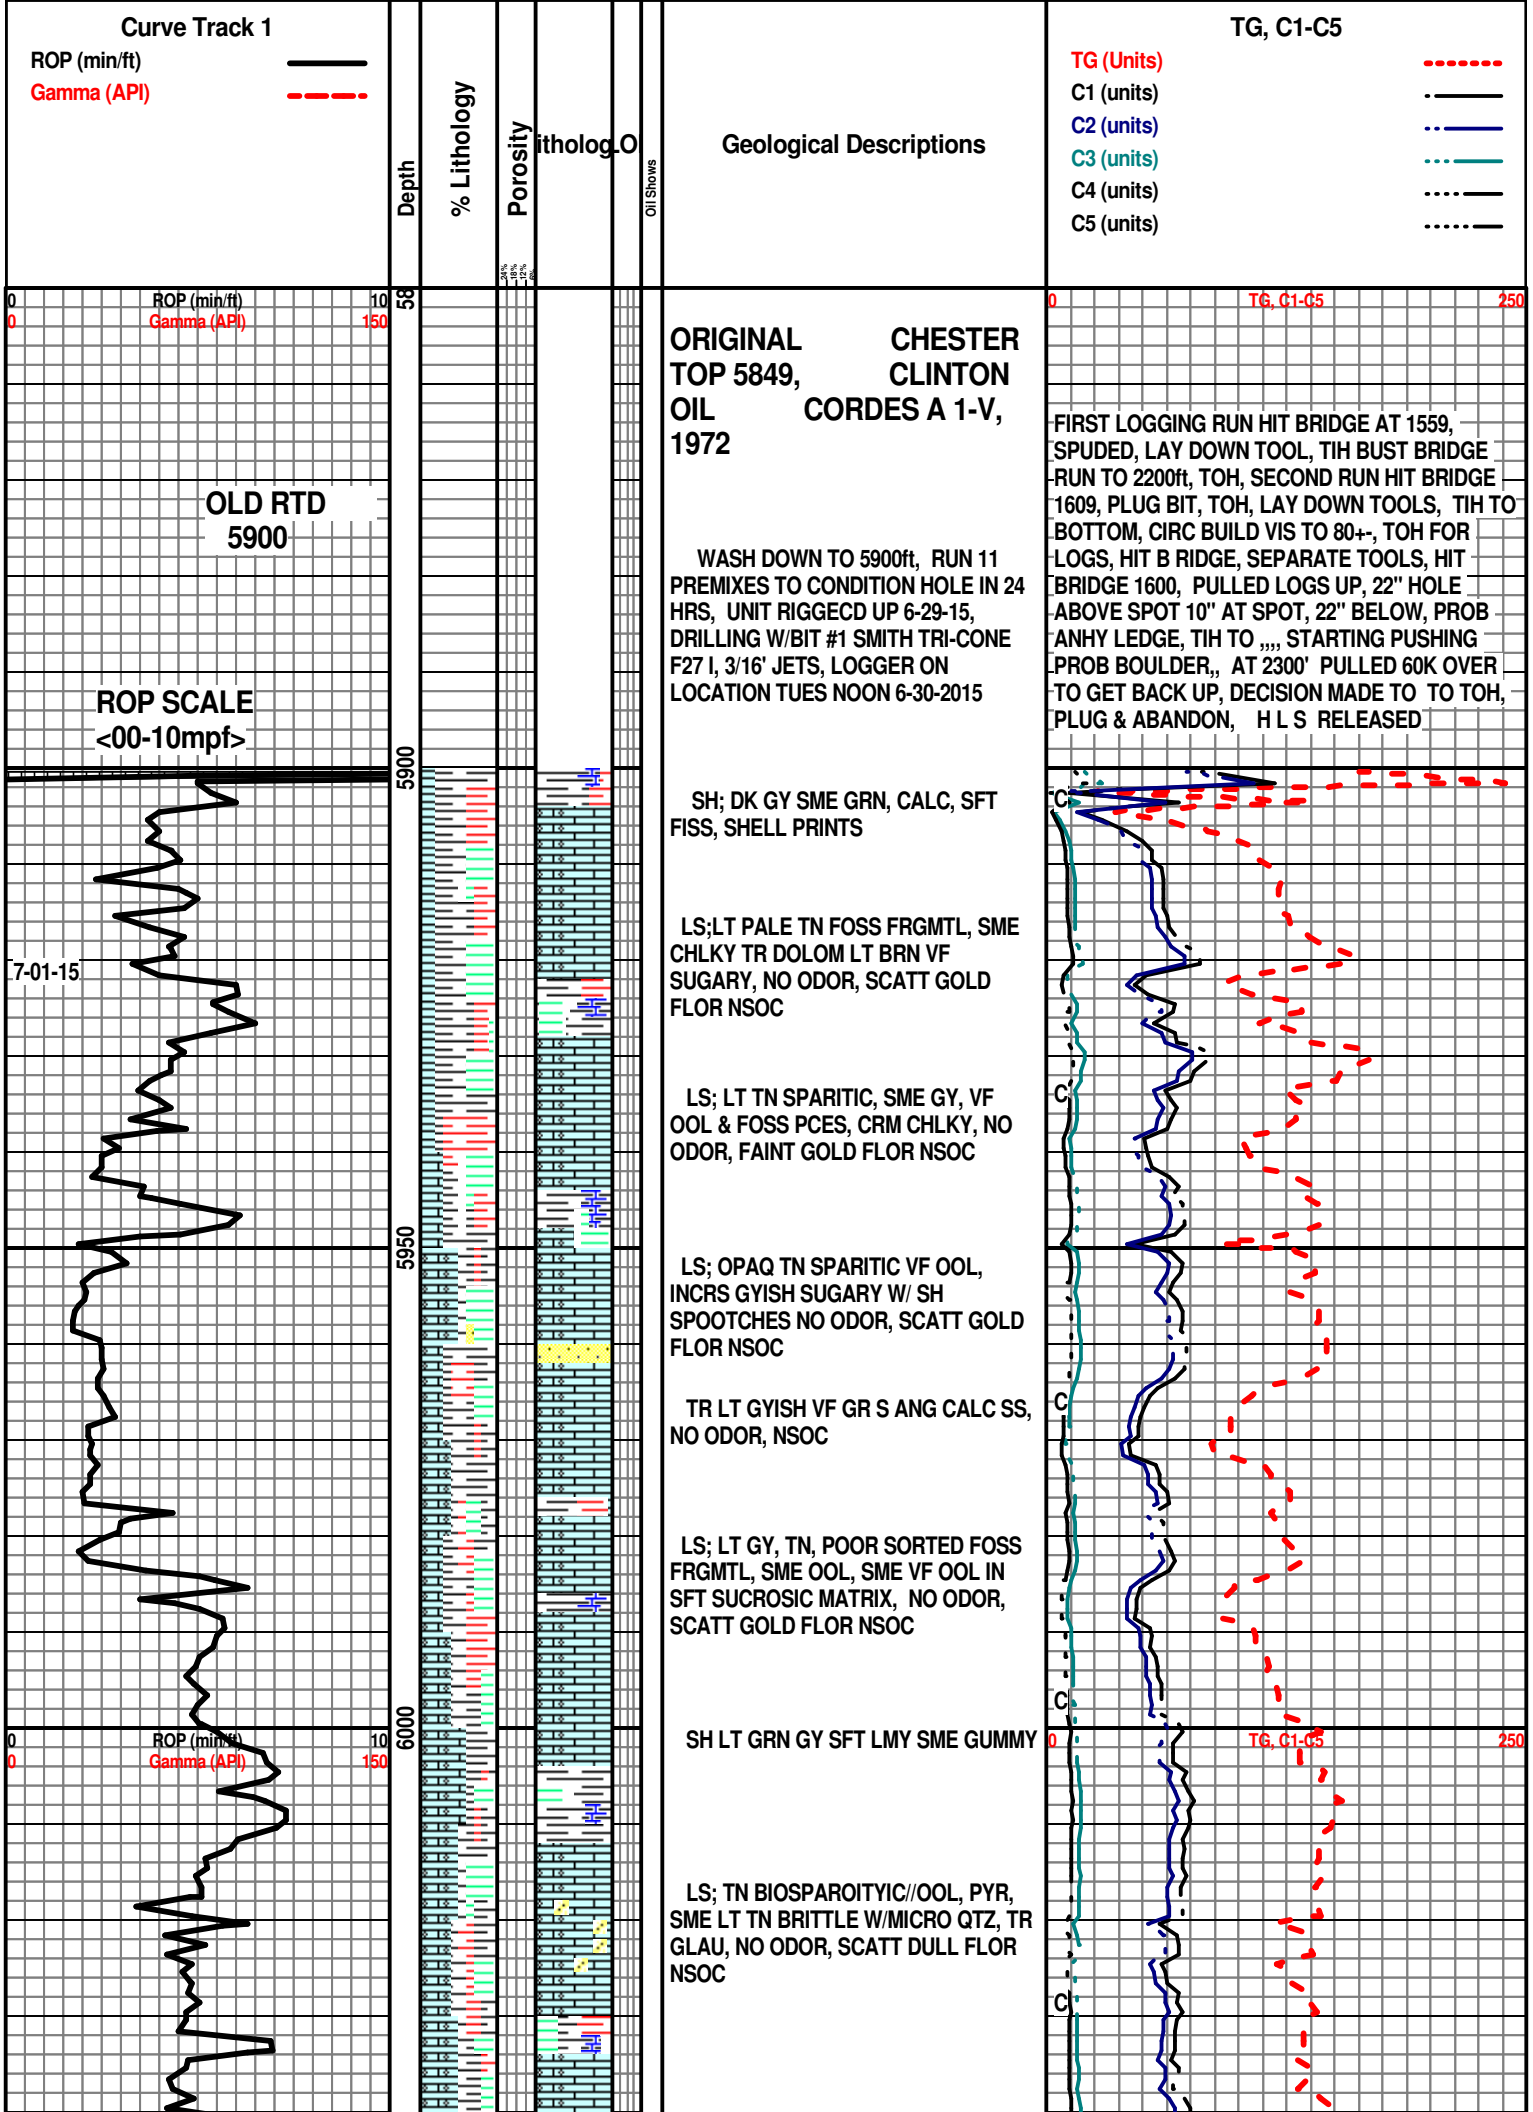 Curve Track 1
ROP (min/ft)
Gamma (API)
Depth
% Lithology
Porosity
24%
18%
12%
6%
itholog
LO
Oil Shows
Geological Descriptions
TG, C1-C5
TG (Units)
C1 (units)
C2 (units)
C3 (units)
C4 (units)
C5 (units)
0 ROP (min/ft) 10
0 Gamma (API) 150
58
0 TG, C1-C5 250
ORIGINAL CHESTER
TOP 5849, CLINTON
OIL CORDES A 1-V,
1972
OLD RTD
5900
WASH DOWN TO 5900ft, RUN 11
PREMIXES TO CONDITION HOLE IN 24
HRS, UNIT RIGGECD UP 6-29-15,
DRILLING W/BIT #1 SMITH TRI-CONE
F27 I, 3/16' JETS, LOGGER ON
LOCATION TUES NOON 6-30-2015
FIRST LOGGING RUN HIT BRIDGE AT 1559,
SPUDED, LAY DOWN TOOL, TIH BUST BRIDGE
RUN TO 2200ft, TOH, SECOND RUN HIT BRIDGE
1609, PLUG BIT, TOH, LAY DOWN TOOLS, TIH TO
BOTTOM, CIRC BUILD VIS TO 80+-, TOH FOR
LOGS, HIT B RIDGE, SEPARATE TOOLS, HIT
BRIDGE 1600, PULLED LOGS UP, 22" HOLE
ABOVE SPOT 10" AT SPOT, 22" BELOW, PROB
ANHY LEDGE, TIH TO ,,,, STARTING PUSHING
PROB BOULDER,, AT 2300' PULLED 60K OVER
TO GET BACK UP, DECISION MADE TO TO TOH,
PLUG & ABANDON, H L S RELEASED
ROP SCALE
<00-10mpf>
5900
SH; DK GY SME GRN, CALC, SFT
FISS, SHELL PRINTS
C
LS;LT PALE TN FOSS FRGMTL, SME
CHLKY TR DOLOM LT BRN VF
SUGARY, NO ODOR, SCATT GOLD
FLOR NSOC
7-01-15
LS; LT TN SPARITIC, SME GY, VF
OOL & FOSS PCES, CRM CHLKY, NO
ODOR, FAINT GOLD FLOR NSOC
C
5950
LS; OPAQ TN SPARITIC VF OOL,
INCRS GYISH SUGARY W/ SH
SPOOTCHES NO ODOR, SCATT GOLD
FLOR NSOC
TR LT GYISH VF GR S ANG CALC SS,
NO ODOR, NSOC
C
LS; LT GY, TN, POOR SORTED FOSS
FRGMTL, SME OOL, SME VF OOL IN
SFT SUCROSIC MATRIX, NO ODOR,
SCATT GOLD FLOR NSOC
C
6000
0 ROP (min/ft) 10
0 Gamma (API) 150
SH LT GRN GY SFT LMY SME GUMMY
0 TG, C1-C5 250
LS; TN BIOSPAROITYIC//OOL, PYR,
SME LT TN BRITTLE W/MICRO QTZ, TR
GLAU, NO ODOR, SCATT DULL FLOR
NSOC
C